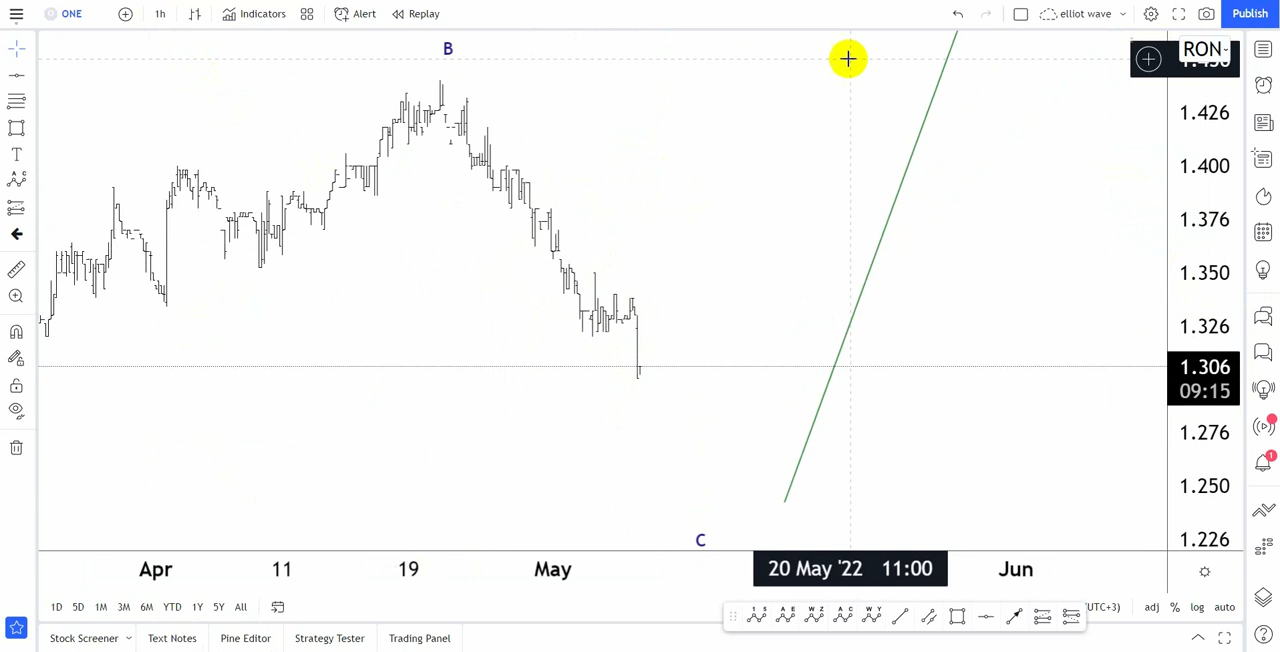 ONE 1h Indicators Alert Replay elliot wave Publish
B
RON
1.426
1.400
1.376
1.350
1.326
1.306
09:15
1.276
1.250
1.226
C
Apr 11 19 May 20 May '22 11:00 Jun
1D 5D 1M 3M 6M YTD 1Y 5Y All (UTC+3) adj % log auto
1 5 A E W Z A C W Y
Stock Screener Text Notes Pine Editor Strategy Tester Trading Panel
A C
1